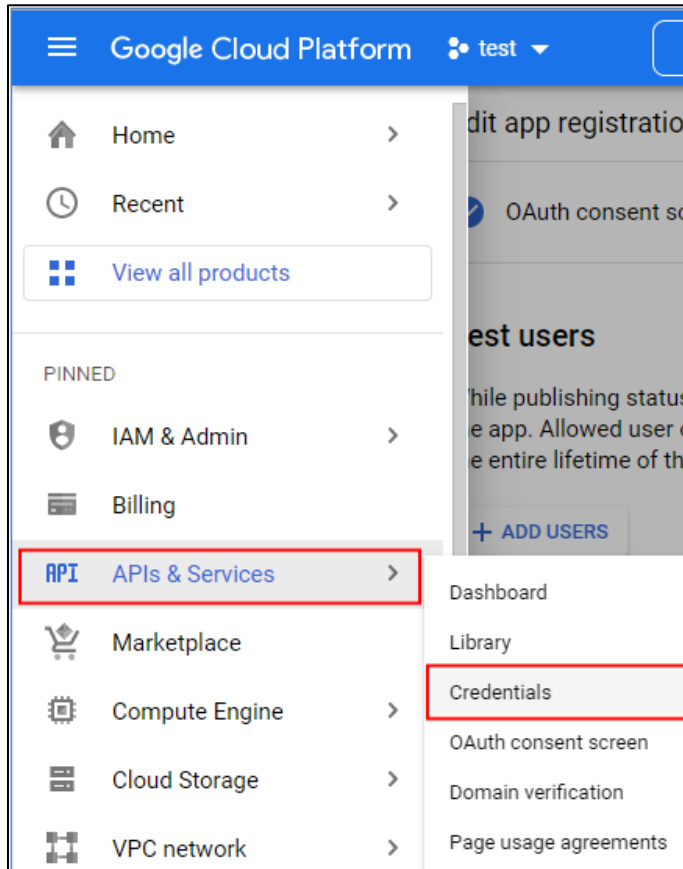 Google Cloud Platform test
Home
Recent
View all products
PINNED
IAM & Admin
Billing
API APIs & Services
Marketplace
Compute Engine
Cloud Storage
VPC network
dit app registratio
OAuth consent sc
est users
hile publishing status
e app. Allowed user
e entire lifetime of th
+ ADD USERS
Dashboard
Library
Credentials
OAuth consent screen
Domain verification
Page usage agreements